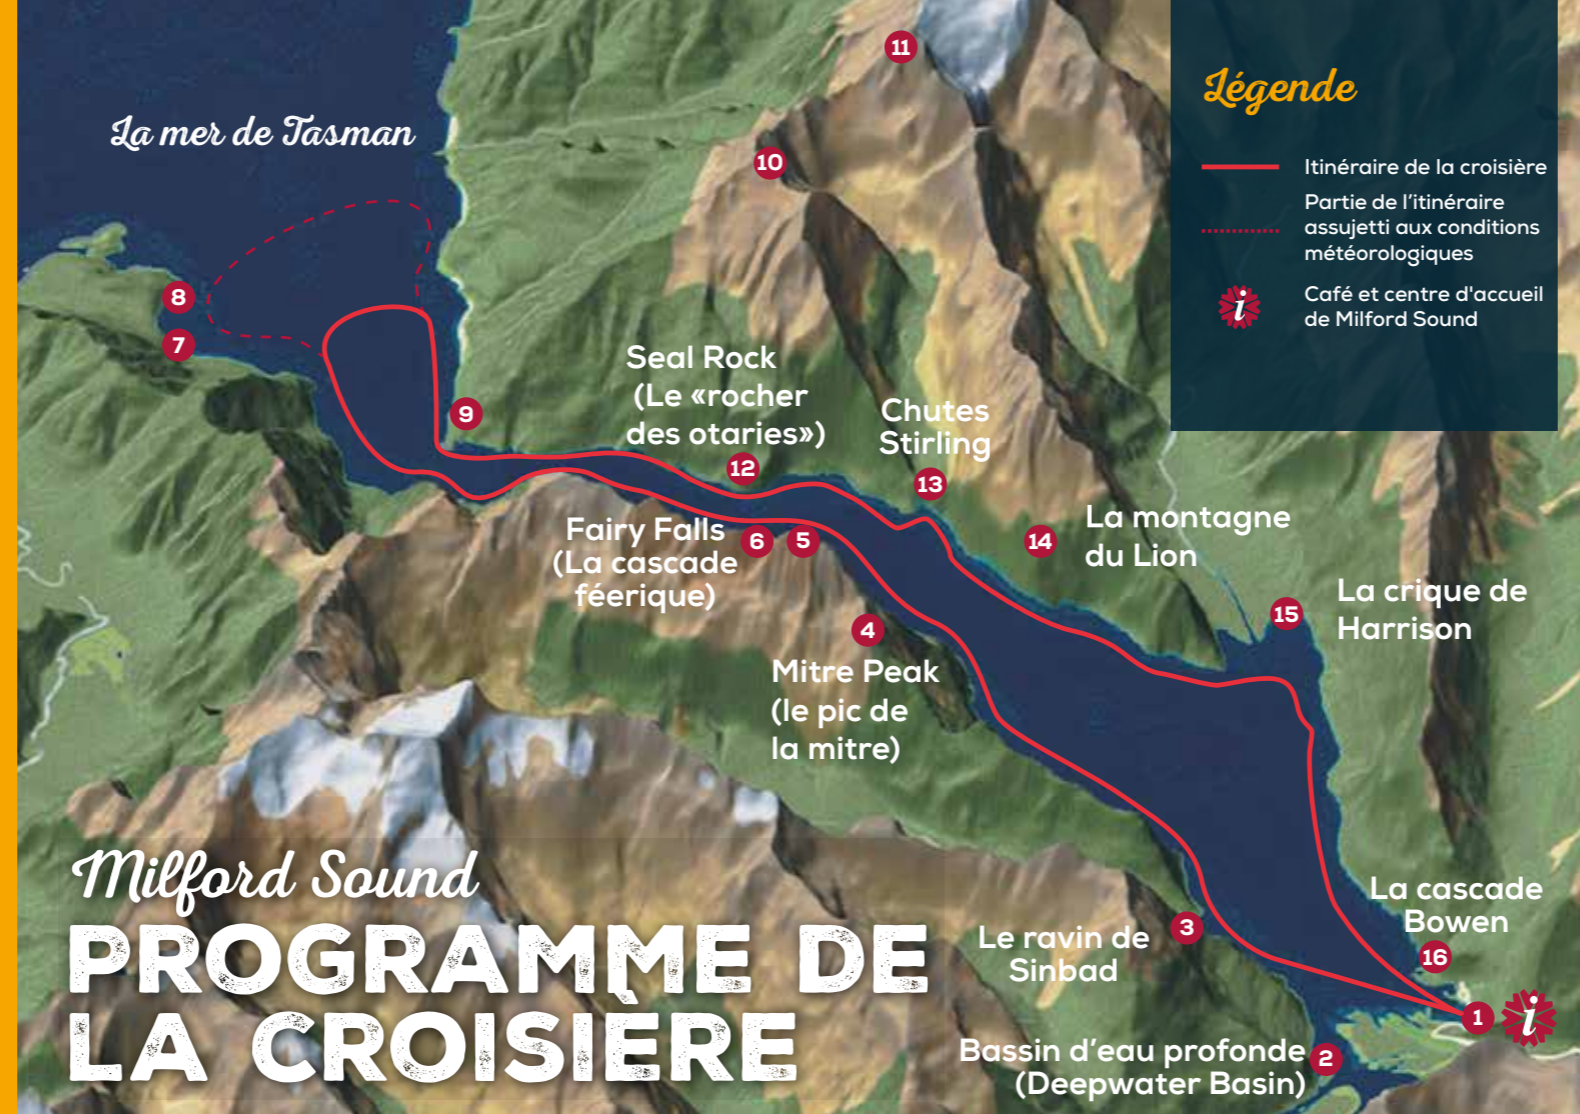 La mer de Tasman
11
10
8
7
9
Légende
Itinéraire de la croisière
Partie de l'itinéraire
assujetti aux conditions
météorologiques
i
Café et centre d'accueil
de Milford Sound
Seal Rock
(Le «rocher
des otaries»)
12
Chutes
Stirling
13
Fairy Falls
(La cascade
féerique)
6
5
14
La montagne
du Lion
15
La crique de
Harrison
4
Mitre Peak
(le pic de
la mitre)
Milford Sound
PROGRAMME DE
LA CROISIÈRE
3
Le ravin de
Sinbad
La cascade
Bowen
16
1
i
Bassin d’eau profonde
(Deepwater Basin)
2